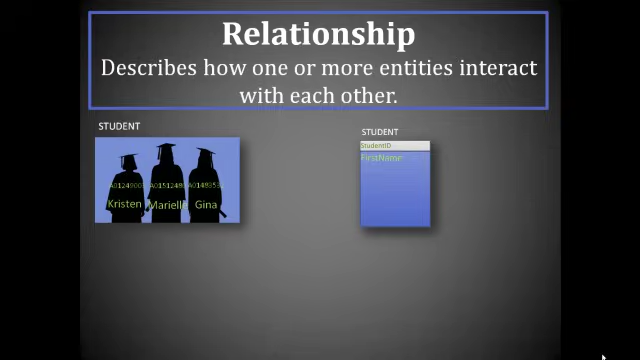 Relationship
Describes how one or more entities interact
with each other.
STUDENT
STUDENT
StudentID
FirstName
Kristen Marielle Gina